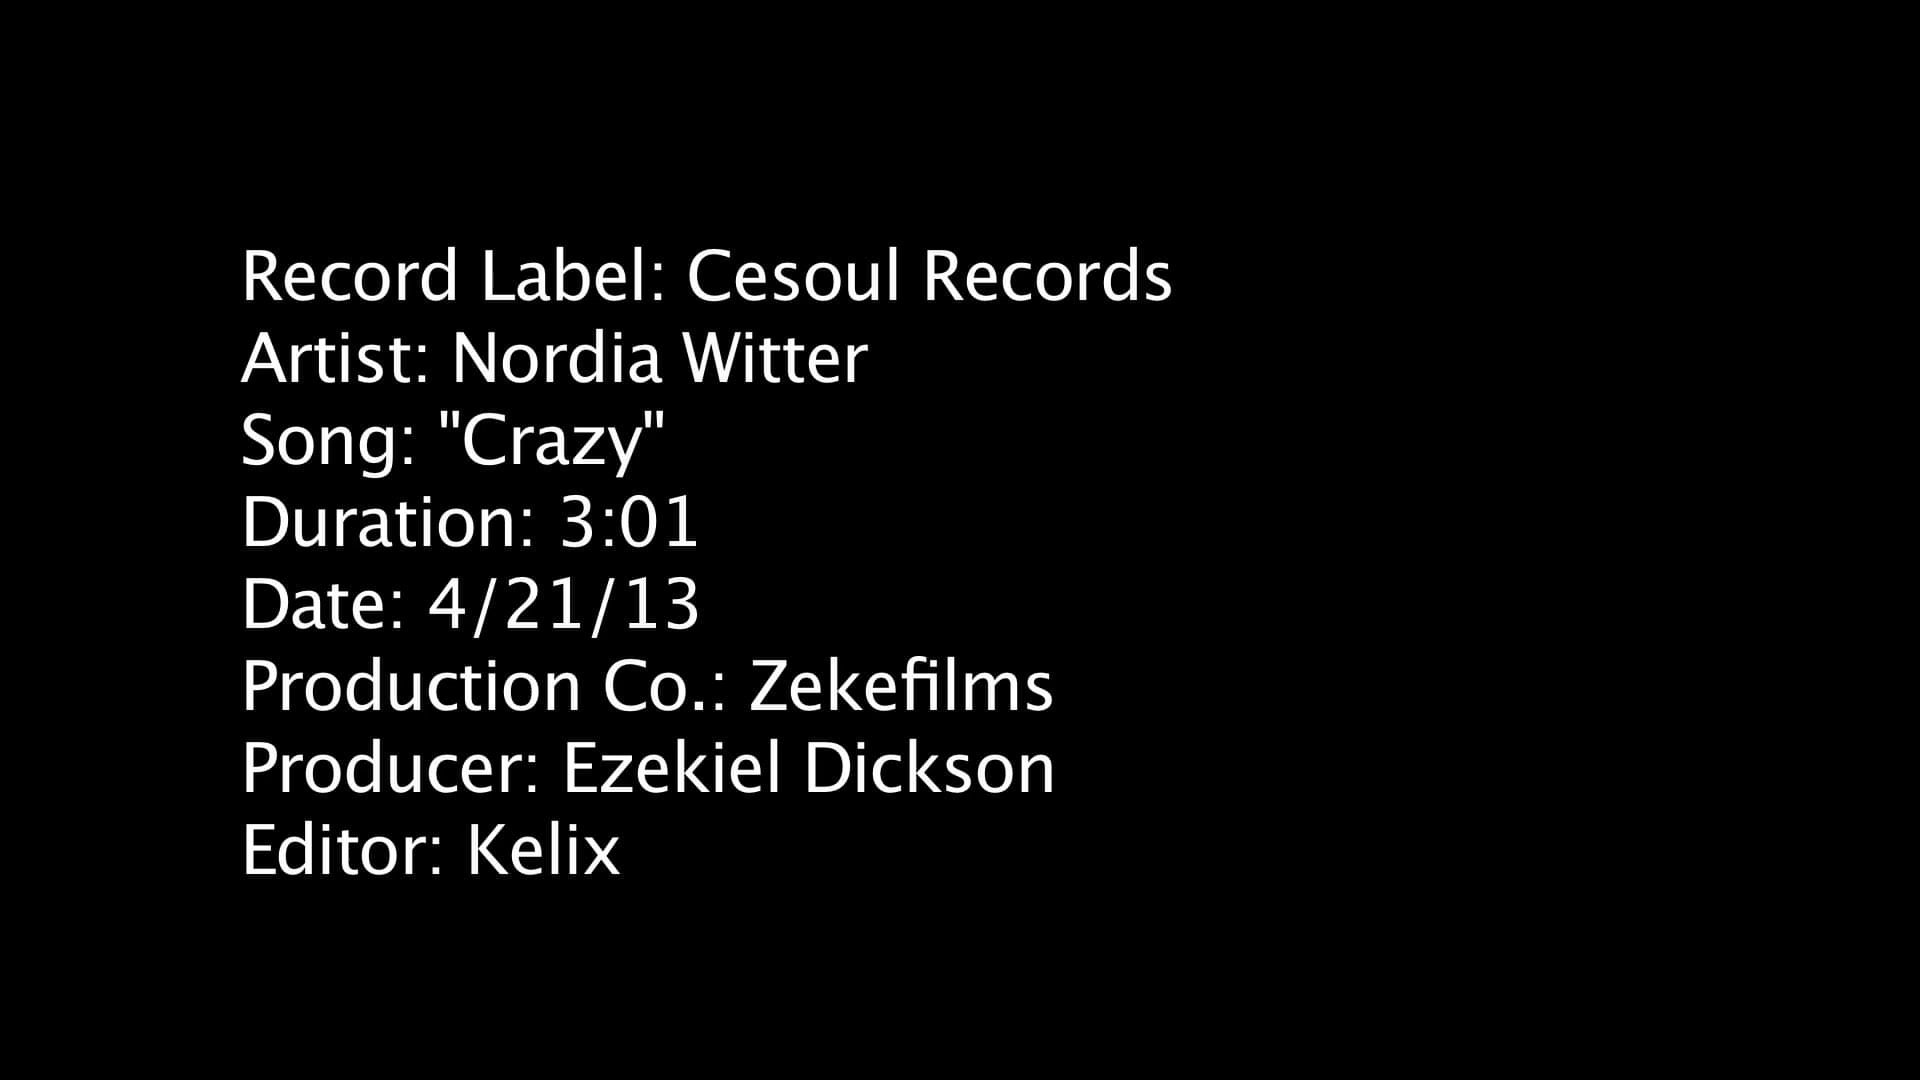 Record Label: Cesoul Records
Artist: Nordia Witter
Song: "Crazy"
Duration: 3:01
Date: 4/21/13
Production Co.: Zekefilms
Producer: Ezekiel Dickson
Editor: Kelix